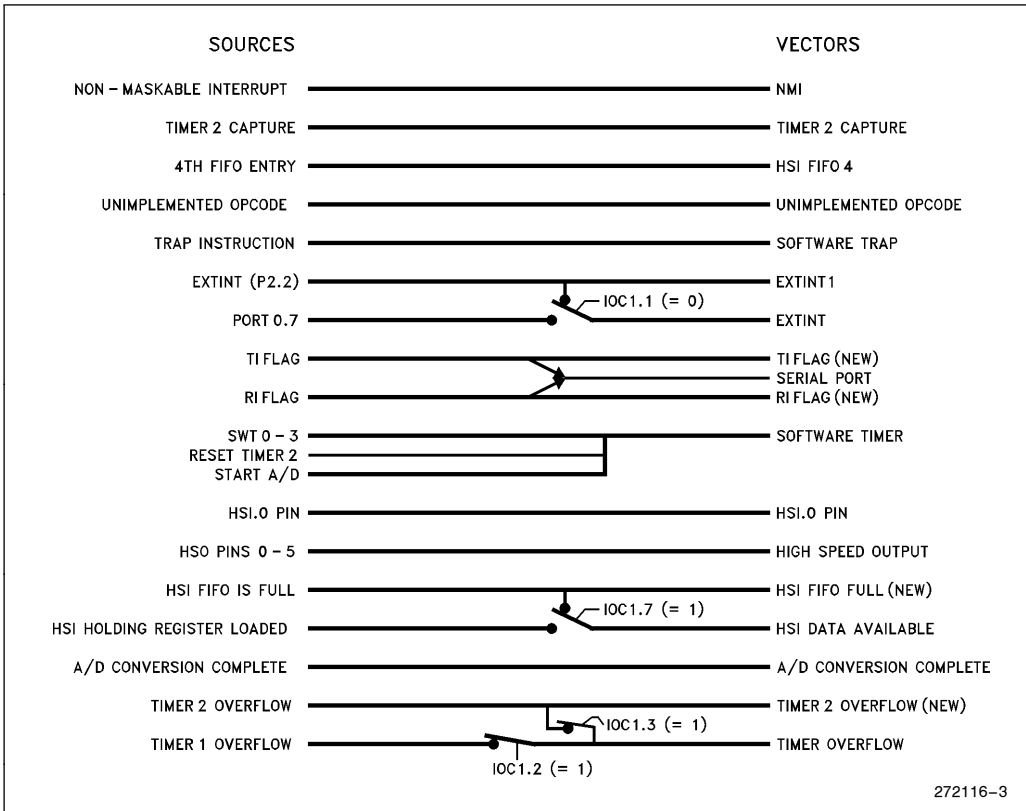 SOURCES VECTORS
NON - MASKABLE INTERRUPT NMI
TIMER 2 CAPTURE TIMER 2 CAPTURE
4TH FIFO ENTRY HSI FIFO 4
UNIMPLEMENTED OPCODE UNIMPLEMENTED OPCODE
TRAP INSTRUCTION SOFTWARE TRAP
EXTINT (P2.2) EXTINT1
IOC1.1 (= 0)
PORT 0.7 EXTINT
TI FLAG TI FLAG (NEW)
SERIAL PORT
RI FLAG RI FLAG (NEW)
SWT 0 - 3 SOFTWARE TIMER
RESET TIMER 2
START A/D
HSI.0 PIN HSI.0 PIN
HSO PINS 0 - 5 HIGH SPEED OUTPUT
HSI FIFO IS FULL HSI FIFO FULL (NEW)
IOC1.7 (= 1)
HSI HOLDING REGISTER LOADED HSI DATA AVAILABLE
A/D CONVERSION COMPLETE A/D CONVERSION COMPLETE
TIMER 2 OVERFLOW TIMER 2 OVERFLOW (NEW)
IOC1.3 (= 1)
TIMER 1 OVERFLOW TIMER OVERFLOW
IOC1.2 (= 1)
272116-3